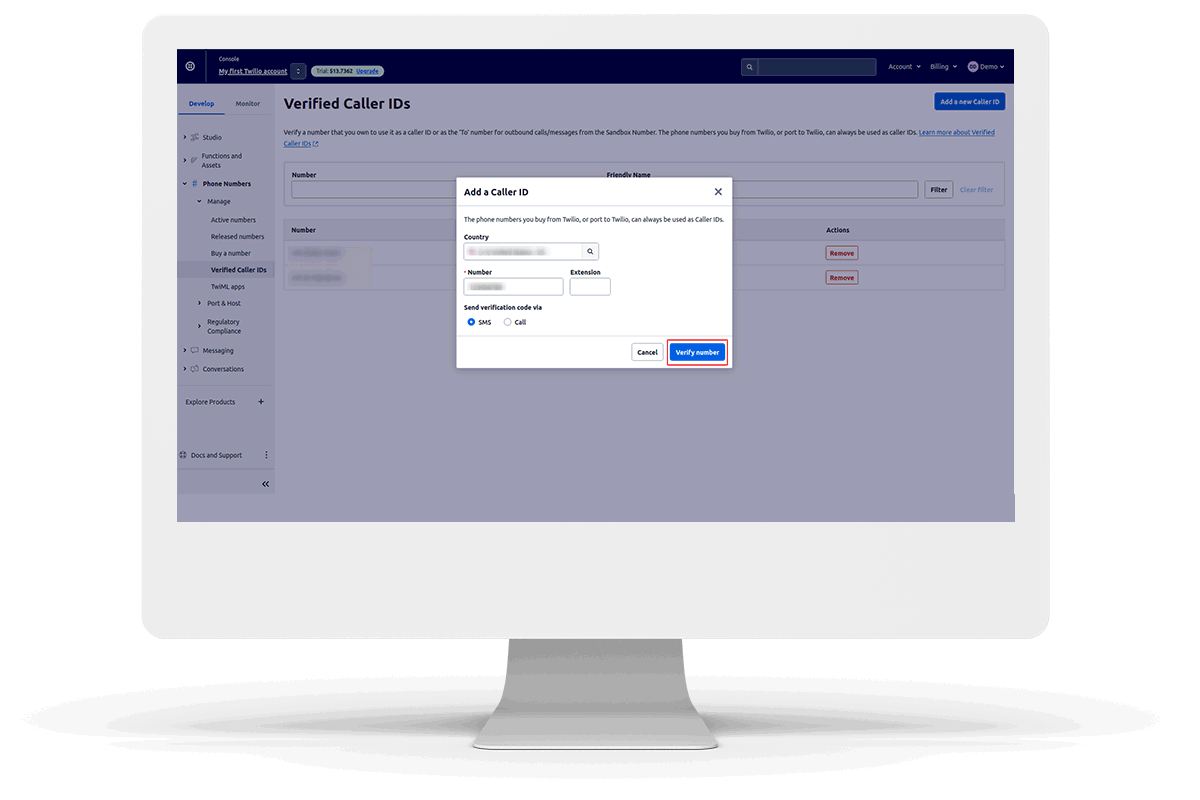 Console
My first Twilio account
Trial: $13.7362 Upgrade
Account
Billing
DD Demo
Develop Monitor
Studio
Functions and
Assets
Phone Numbers
Manage
Active numbers
Released numbers
Buy a number
Verified Caller IDs
TwiML apps
Port & Host
Regulatory
Compliance
Messaging
Conversations
Explore Products +
Docs and Support
Verified Caller IDs
Add a new Caller ID
Verify a number that you own to use it as a caller ID or as the 'To' number for outbound calls/messages from the Sandbox Number. The phone numbers you buy from Twilio, or port to Twilio, can always be used as caller IDs. Learn more about Verified
Caller IDs
Number Friendly Name
Filter Clear filter
Number Actions
Remove
Remove
Add a Caller ID
The phone numbers you buy from Twilio, or port to Twilio, can always be used as Caller IDs.
Country
* Number Extension
Send verification code via
SMS Call
Cancel Verify number